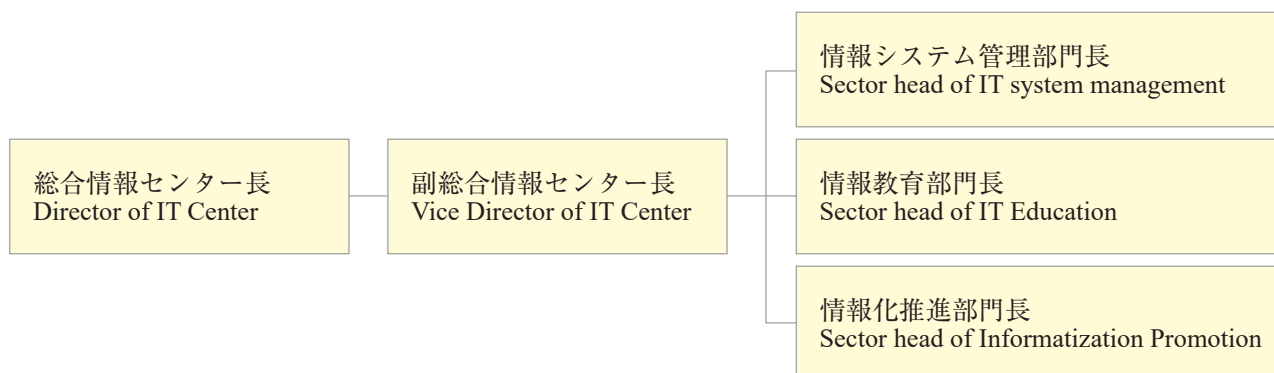 総合情報センター長
Director of IT Center
副総合情報センター長
Vice Director of IT Center
情報システム管理部門長
Sector head of IT system management
情報教育部門長
Sector head of IT Education
情報化推進部門長
Sector head of Informatization Promotion